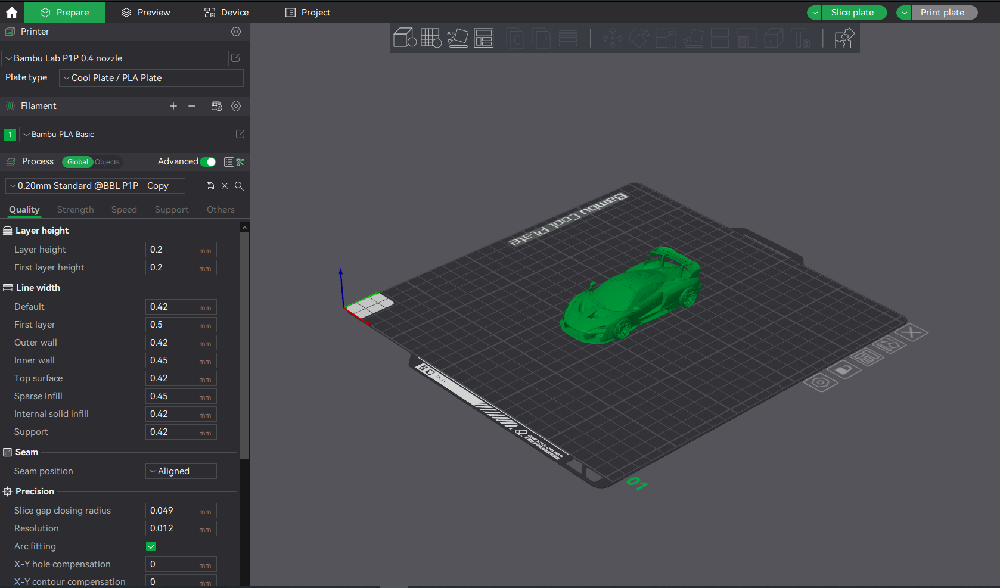 Prepare
Preview
Device
Project
Slice plate
Print plate
Printer
Bambu Lab P1P 0.4 nozzle
Plate type
Cool Plate / PLA Plate
Filament
1
Bambu PLA Basic
Process
Global
Objects
Advanced
0.20mm Standard @BBL P1P - Copy
Quality
Strength
Speed
Support
Others
Layer height
Layer height 0.2 mm
First layer height 0.2 mm
Line width
Default 0.42 mm
First layer 0.5 mm
Outer wall 0.42 mm
Inner wall 0.45 mm
Top surface 0.42 mm
Sparse infill 0.45 mm
Internal solid infill 0.42 mm
Support 0.42 mm
Seam
Seam position Aligned
Precision
Slice gap closing radius 0.049 mm
Resolution 0.012 mm
Arc fitting
X-Y hole compensation 0 mm
X-Y contour compensation 0 mm
AUTO
Bambu Cool Plate
PLA
GLUE STICK CAN HELP.
01